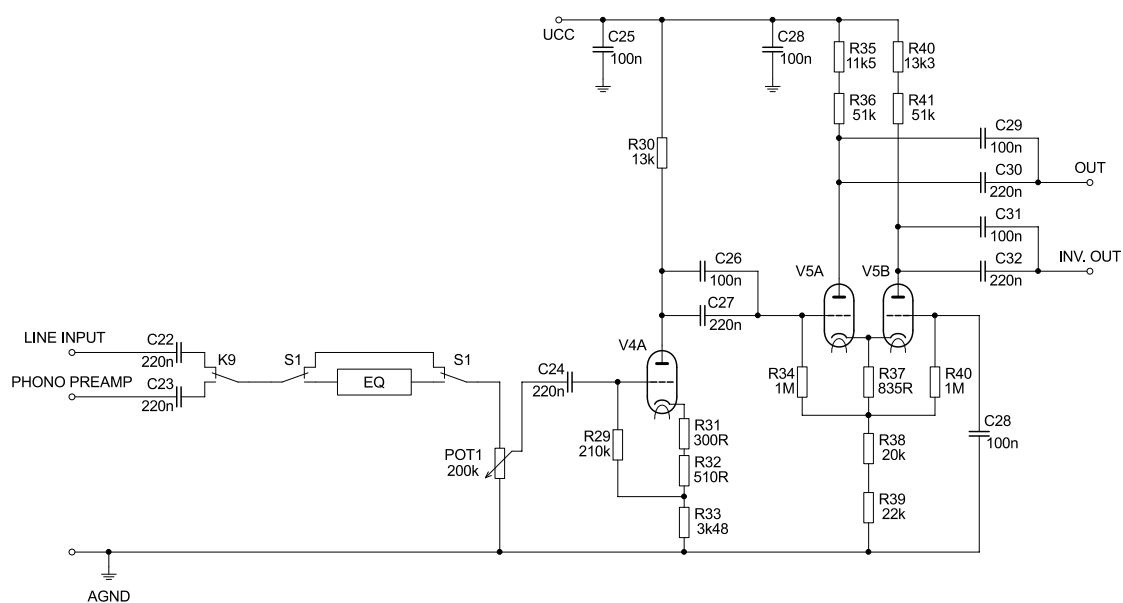 UCC
C25
100n
C28
100n
R35
11k5
R40
13k3
R36
51k
R41
51k
R30
13k
C29
100n
C30
220n
OUT
C31
100n
C32
220n
INV. OUT
C26
100n
C27
220n
V5A
V5B
LINE INPUT
C22
220n
K9
S1
S1
PHONO PREAMP
C23
220n
EQ
C24
220n
V4A
R34
1M
R37
835R
R40
1M
C28
100n
R29
210k
R31
300R
R32
510R
R38
20k
POT1
200k
R33
3k48
R39
22k
AGND